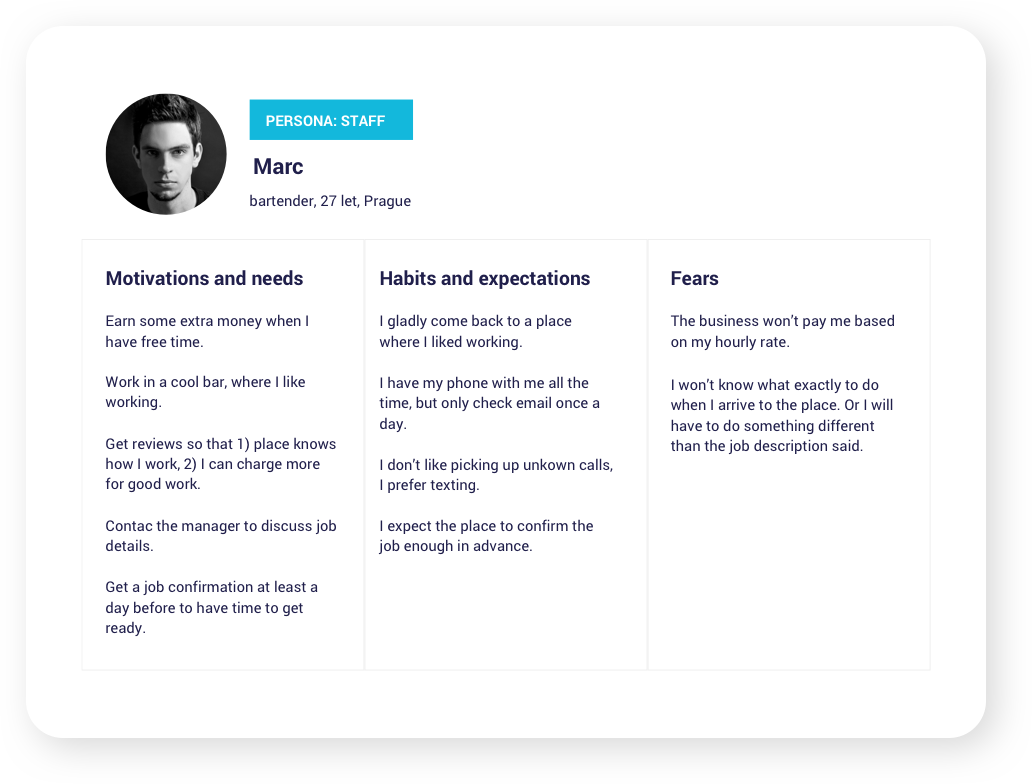 PERSONA: STAFF
Marc
bartender, 27 let, Prague
Motivations and needs
Earn some extra money when I
have free time.
Work in a cool bar, where I like
working.
Get reviews so that 1) place knows
how I work, 2) I can charge more
for good work.
Contac the manager to discuss job
details.
Get a job confirmation at least a
day before to have time to get
ready.
Habits and expectations
I gladly come back to a place
where I liked working.
I have my phone with me all the
time, but only check email once a
day.
I don’t like picking up unkown calls,
I prefer texting.
I expect the place to confirm the
job enough in advance.
Fears
The business won’t pay me based
on my hourly rate.
I won’t know what exactly to do
when I arrive to the place. Or I will
have to do something different
than the job description said.